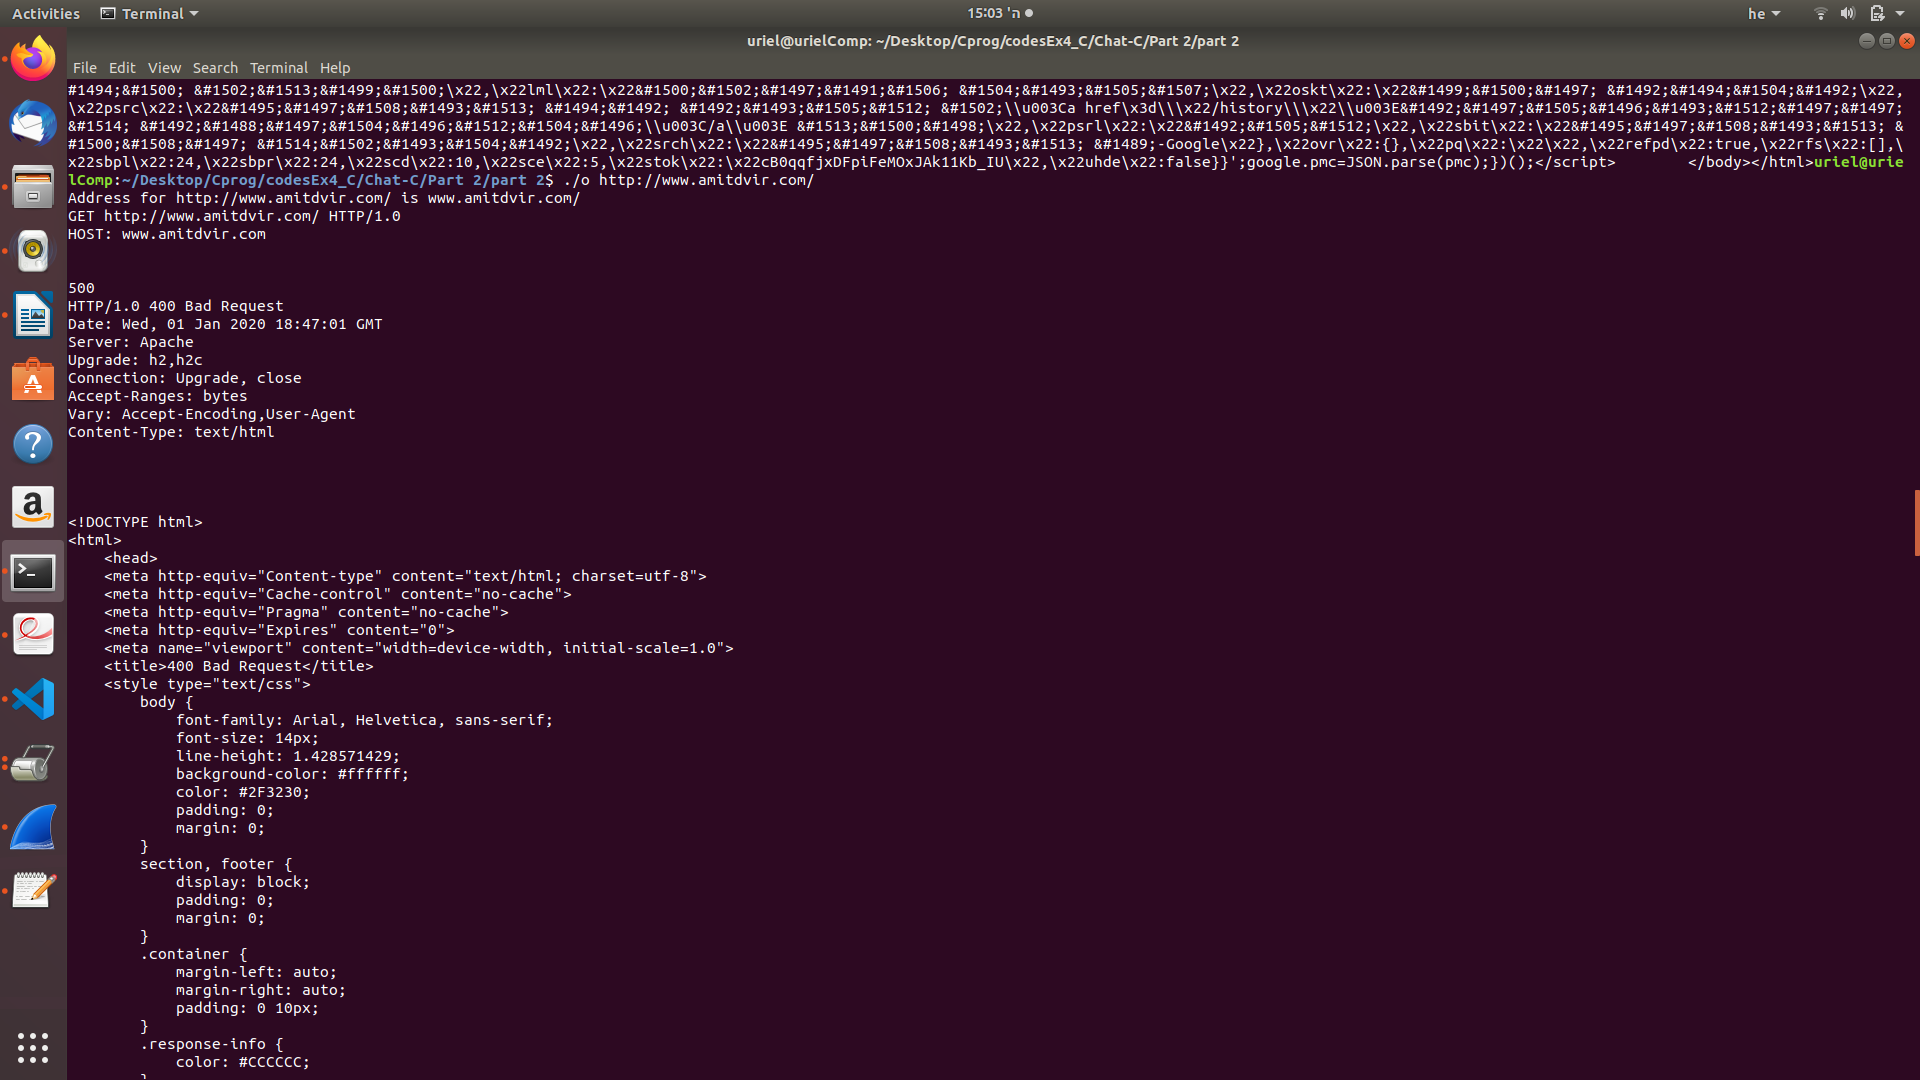 Activities Terminal 15:03 ה' he
uriel@urielComp: ~/Desktop/Cprog/codesEx4_C/Chat-C/Part 2/part 2
File Edit View Search Terminal Help
#1494;&#1500; &#1502;&#1513;&#1499;&#1500;\x22,\x22lml\x22:\x22&#1500;&#1502;&#1497;&#1491;&#1506; &#1504;&#1493;&#1505;&#1507;\x22,\x22oskt\x22:\x22&#1499;&#1500;&#1497; &#1492;&#1494;&#1504;&#1492;\x22,
\x22psrc\x22:\x22&#1495;&#1497;&#1508;&#1493;&#1513; &#1494;&#1492; &#1492;&#1493;&#1505;&#1512; &#1502;\\u003Ca href\x3d\\\x22/history\\\x22\\u003E&#1492;&#1497;&#1505;&#1496;&#1493;&#1512;&#1497;&#1497;
&#1514; &#1492;&#1488;&#1497;&#1504;&#1496;&#1512;&#1504;&#1496;\\u003C/a\\u003E &#1513;&#1500;&#1498;\x22,\x22psrl\x22:\x22&#1492;&#1505;&#1512;\x22,\x22sbit\x22:\x22&#1495;&#1497;&#1508;&#1493;&#1513; &
#1500;&#1508;&#1497; &#1514;&#1502;&#1493;&#1504;&#1492;\x22,\x22srch\x22:\x22&#1495;&#1497;&#1508;&#1493;&#1513; &#1489;-Google\x22},\x22ovr\x22:{},\x22pq\x22:\x22\x22,\x22refpd\x22:true,\x22rfs\x22:[],\
x22sbpl\x22:24,\x22sbpr\x22:24,\x22scd\x22:10,\x22sce\x22:5,\x22stok\x22:\x22cB0qqfjxDFpiFeMOxJAk11Kb_IU\x22,\x22uhde\x22:false}}';google.pmc=JSON.parse(pmc);})();</script>        </body></html>uriel@urie
lComp:~/Desktop/Cprog/codesEx4_C/Chat-C/Part 2/part 2$ ./o http://www.amitdvir.com/
Address for http://www.amitdvir.com/ is www.amitdvir.com/
GET http://www.amitdvir.com/ HTTP/1.0
HOST: www.amitdvir.com
500
HTTP/1.0 400 Bad Request
Date: Wed, 01 Jan 2020 18:47:01 GMT
Server: Apache
Upgrade: h2,h2c
Connection: Upgrade, close
Accept-Ranges: bytes
Vary: Accept-Encoding,User-Agent
Content-Type: text/html
<!DOCTYPE html>
<html>
    <head>
    <meta http-equiv="Content-type" content="text/html; charset=utf-8">
    <meta http-equiv="Cache-control" content="no-cache">
    <meta http-equiv="Pragma" content="no-cache">
    <meta http-equiv="Expires" content="0">
    <meta name="viewport" content="width=device-width, initial-scale=1.0">
    <title>400 Bad Request</title>
    <style type="text/css">
        body {
            font-family: Arial, Helvetica, sans-serif;
            font-size: 14px;
            line-height: 1.428571429;
            background-color: #ffffff;
            color: #2F3230;
            padding: 0;
            margin: 0;
        }
        section, footer {
            display: block;
            padding: 0;
            margin: 0;
        }
        .container {
            margin-left: auto;
            margin-right: auto;
            padding: 0 10px;
        }
        .response-info {
            color: #CCCCCC;